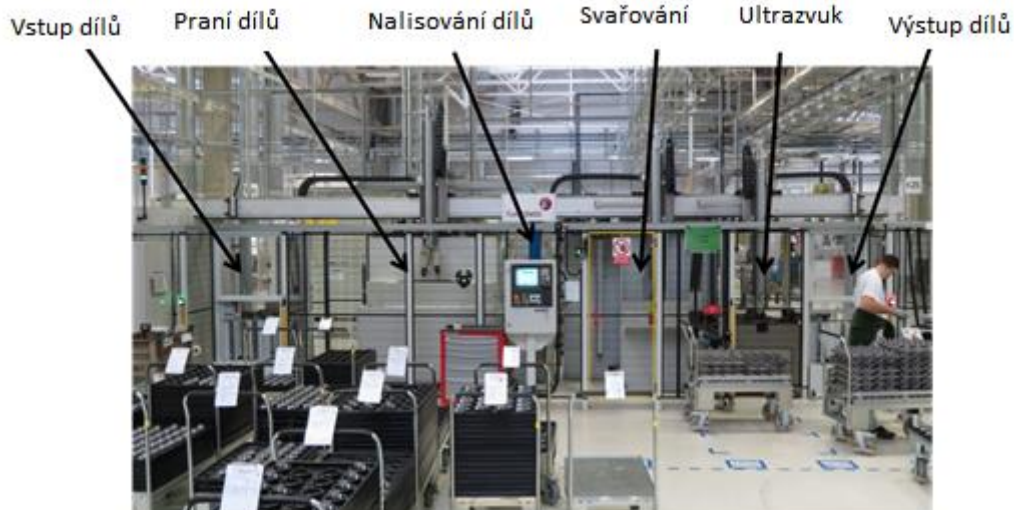 Vstup dílů
Praní dílů
Nalisování dílů
Svařování
Ultrazvuk
Výstup dílů